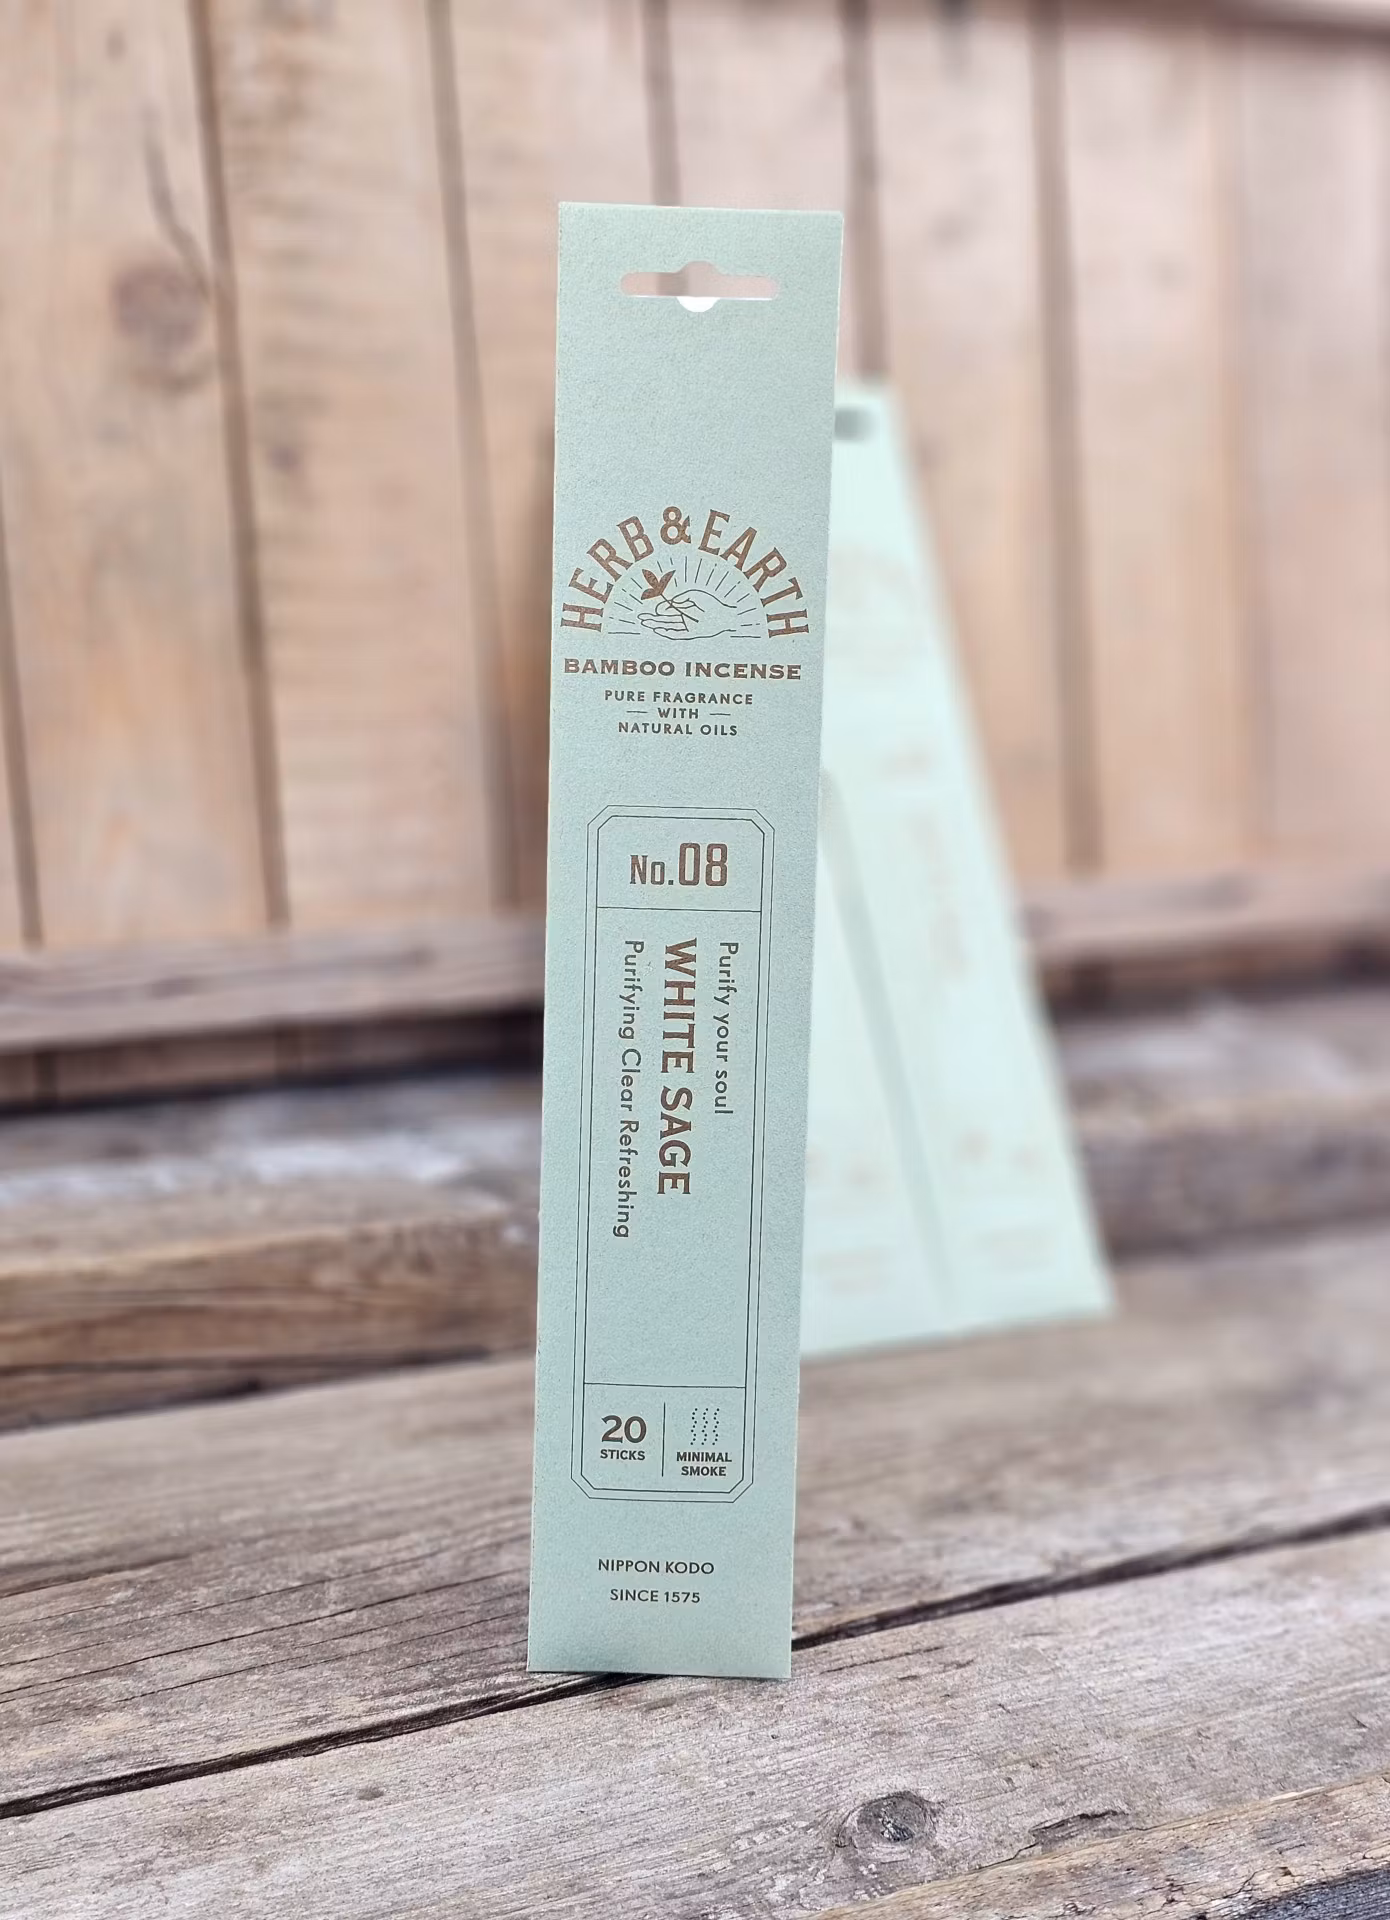 HERB & EARTH
BAMBOO INCENSE
PURE FRAGRANCE
WITH
NATURAL OILS
No.08
Purify your soul
WHITE SAGE
Purifying Clear Refreshing
20
STICKS
MINIMAL
SMOKE
NIPPON KODO
SINCE 1575